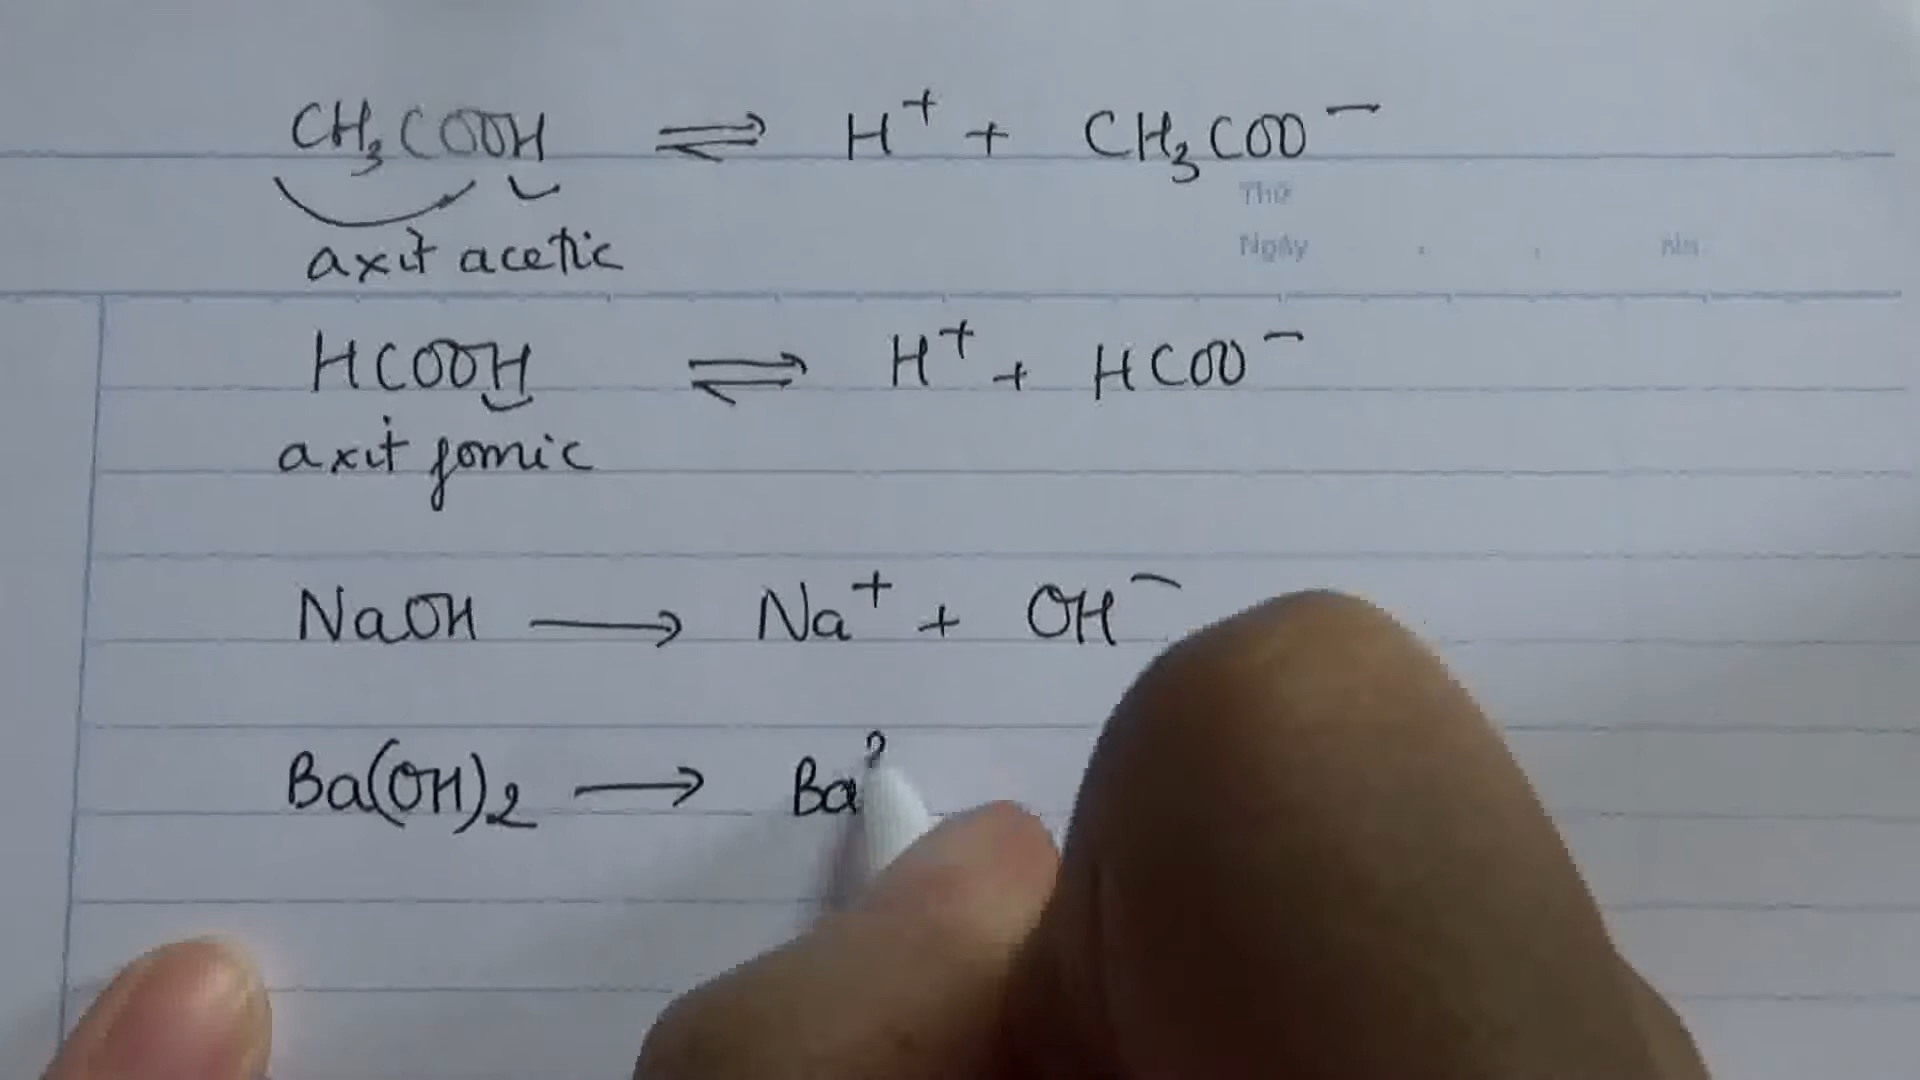 CH₃COOH ⇌ H⁺ + CH₃COO⁻
Thứ
axit acetic
Ngày
HCOOH ⇌ H⁺ + HCOO⁻
axit fomic
NaOH → Na⁺ + OH⁻
Ba(OH)₂ → Ba²